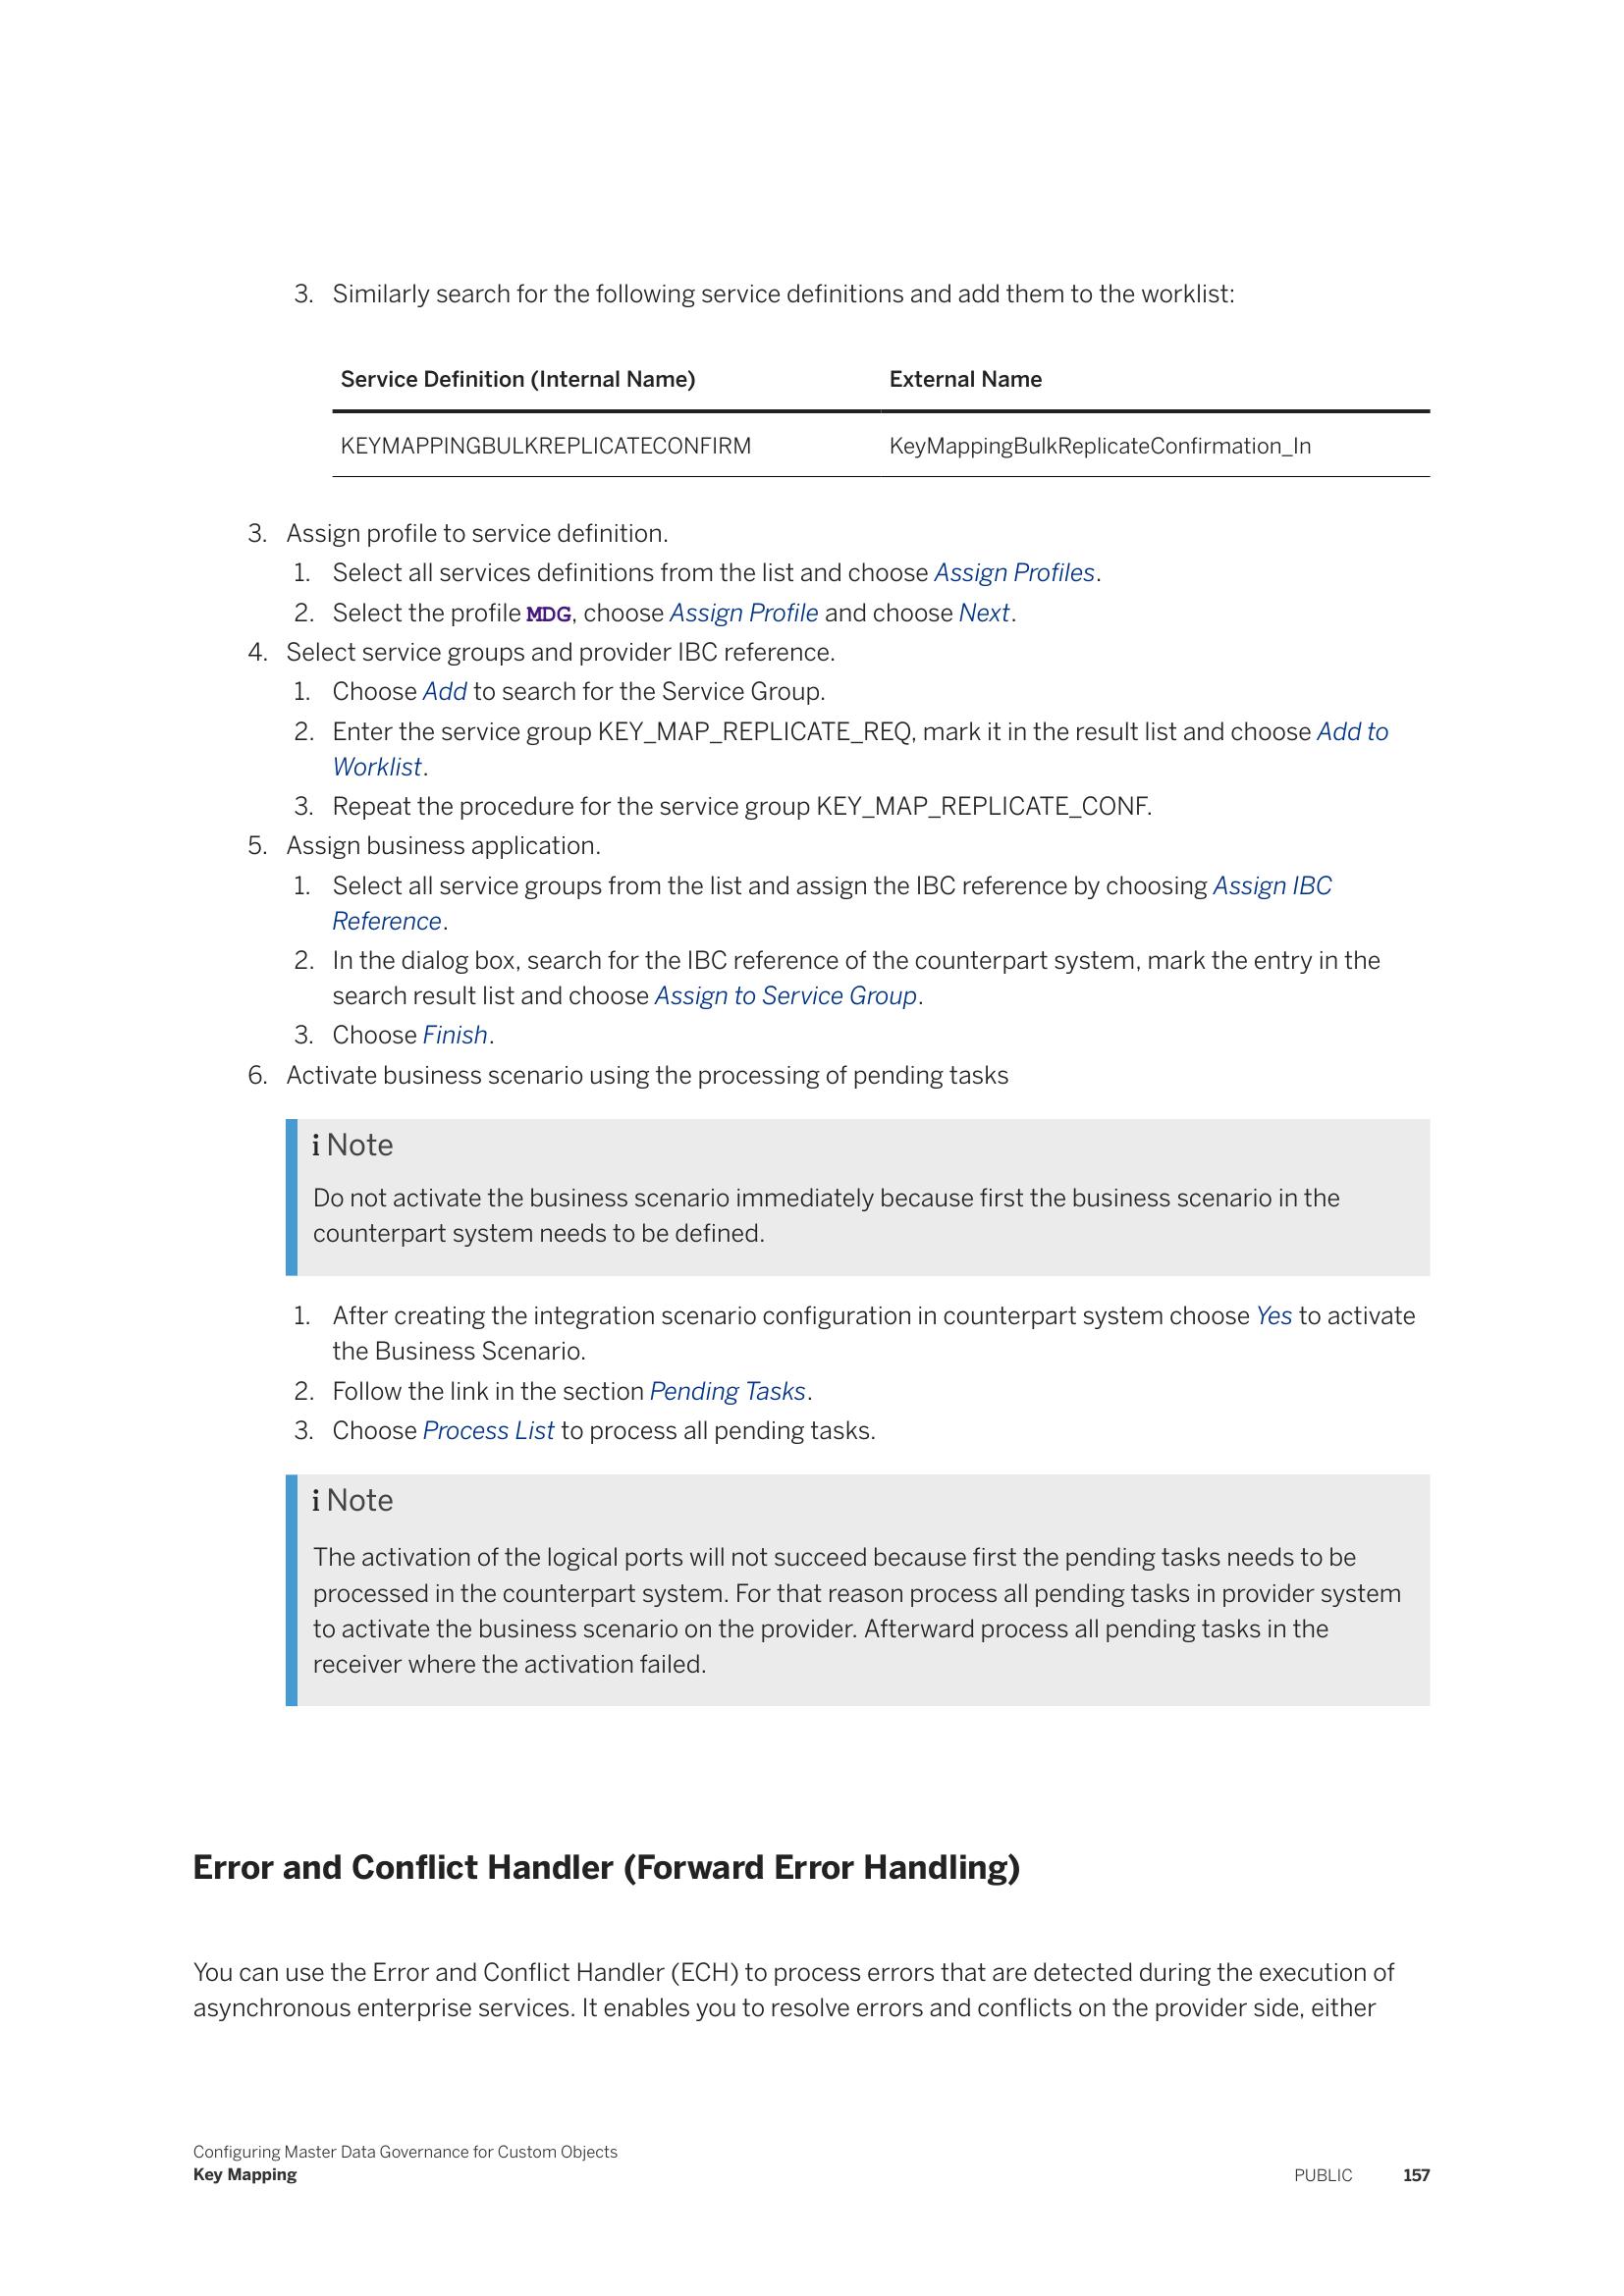 3. Similarly search for the following service definitions and add them to the worklist:
Service Definition (Internal Name) External Name
KEYMAPPINGBULKREPLICATECONFIRM KeyMappingBulkReplicateConfirmation_In
3. Assign profile to service definition.
1. Select all services definitions from the list and choose Assign Profiles.
2. Select the profile MDG, choose Assign Profile and choose Next.
4. Select service groups and provider IBC reference.
1. Choose Add to search for the Service Group.
2. Enter the service group KEY_MAP_REPLICATE_REQ, mark it in the result list and choose Add to
Worklist.
3. Repeat the procedure for the service group KEY_MAP_REPLICATE_CONF.
5. Assign business application.
1. Select all service groups from the list and assign the IBC reference by choosing Assign IBC
Reference.
2. In the dialog box, search for the IBC reference of the counterpart system, mark the entry in the
search result list and choose Assign to Service Group.
3. Choose Finish.
6. Activate business scenario using the processing of pending tasks
i Note
Do not activate the business scenario immediately because first the business scenario in the
counterpart system needs to be defined.
1. After creating the integration scenario configuration in counterpart system choose Yes to activate
the Business Scenario.
2. Follow the link in the section Pending Tasks.
3. Choose Process List to process all pending tasks.
i Note
The activation of the logical ports will not succeed because first the pending tasks needs to be
processed in the counterpart system. For that reason process all pending tasks in provider system
to activate the business scenario on the provider. Afterward process all pending tasks in the
receiver where the activation failed.
Error and Conflict Handler (Forward Error Handling)
You can use the Error and Conflict Handler (ECH) to process errors that are detected during the execution of
asynchronous enterprise services. It enables you to resolve errors and conflicts on the provider side, either
Configuring Master Data Governance for Custom Objects
Key Mapping PUBLIC 157